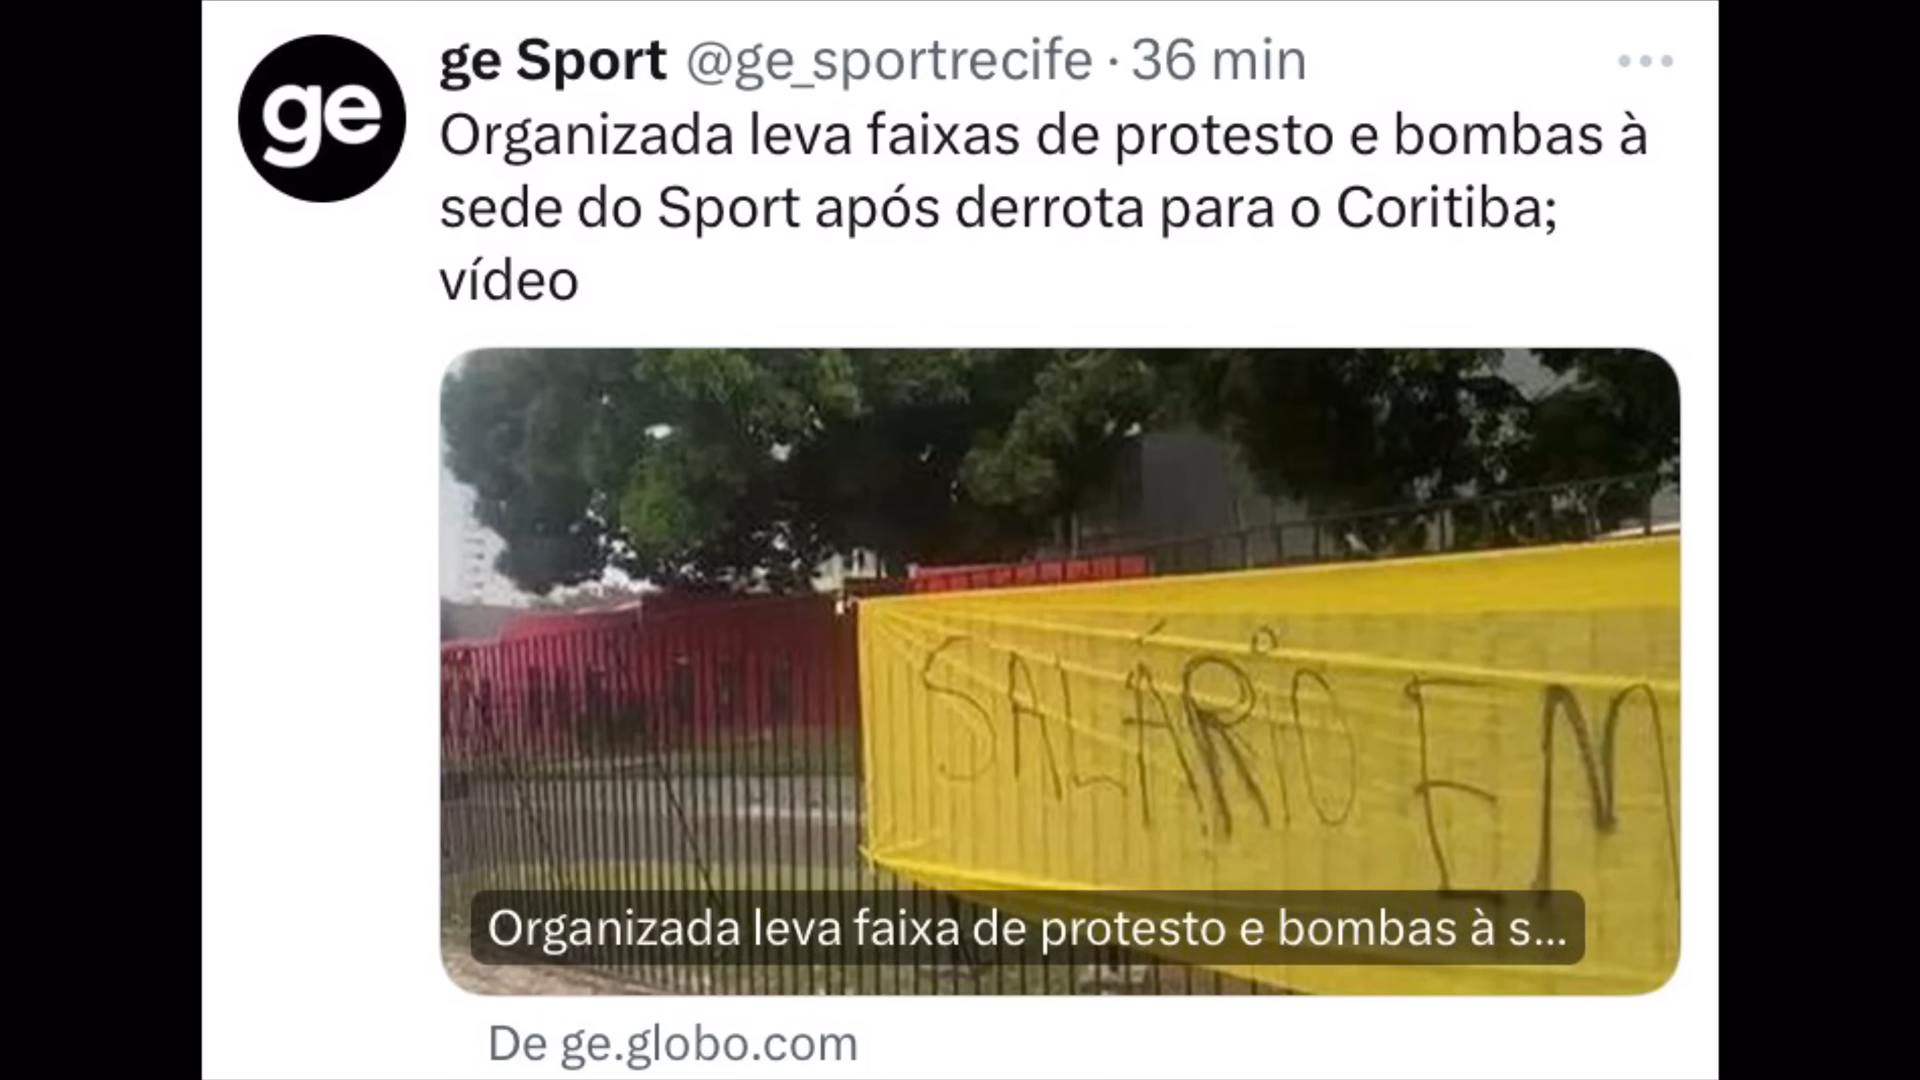 ge
ge Sport @ge_sportrecife · 36 min
Organizada leva faixas de protesto e bombas à
sede do Sport após derrota para o Coritiba;
vídeo
SALÁRIO EM
Organizada leva faixa de protesto e bombas à s...
De ge.globo.com